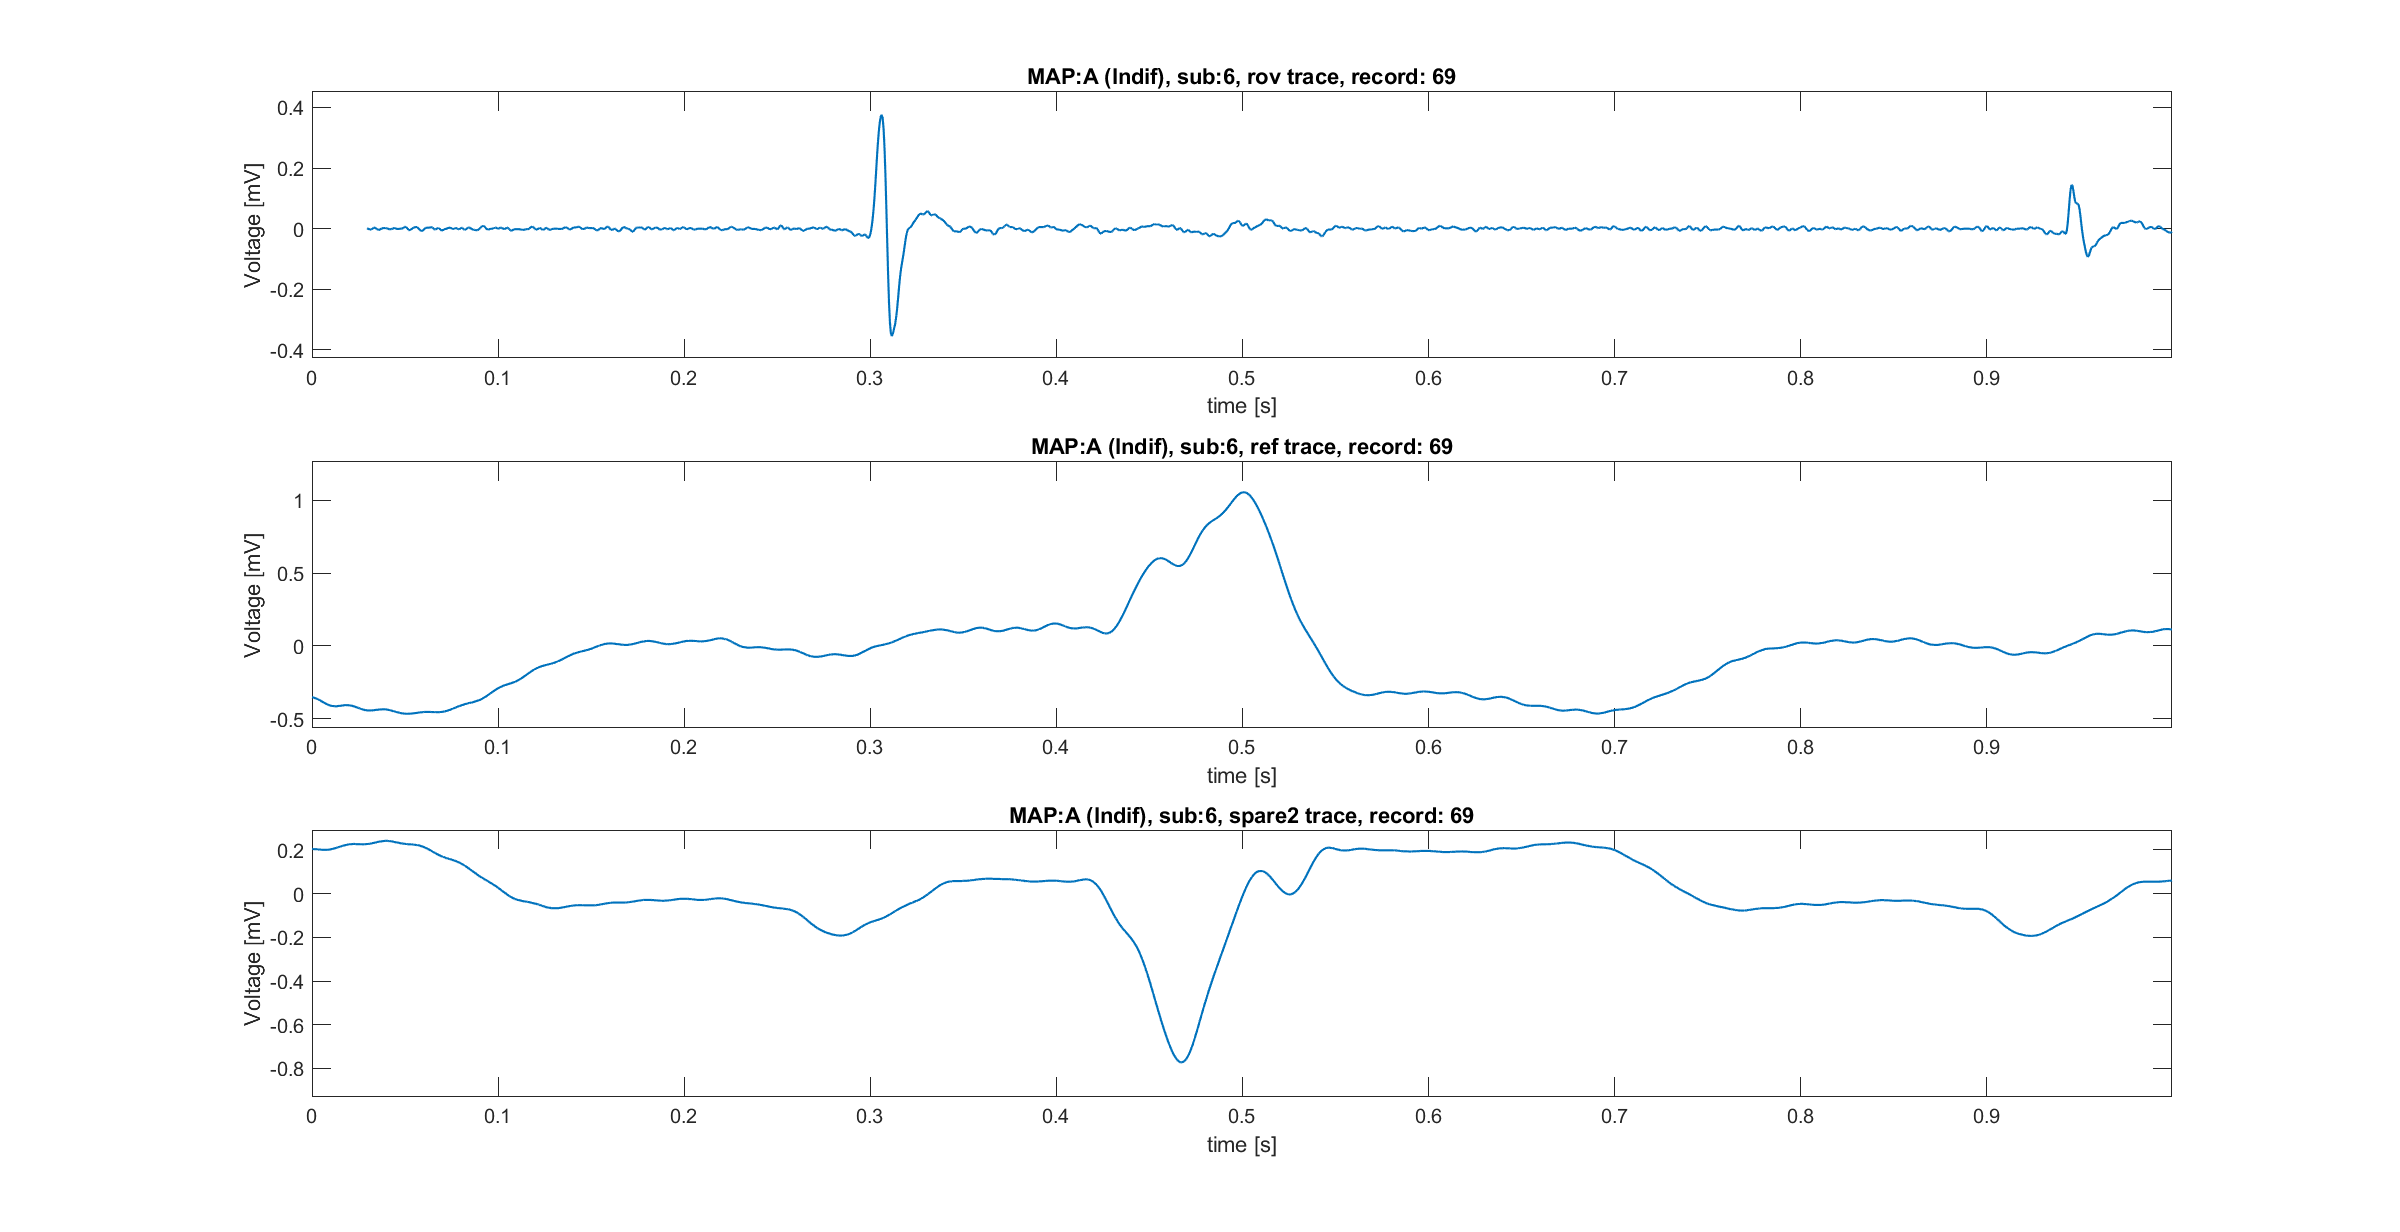 MAP:A (Indif), sub:6, rov trace, record: 69
Voltage [mV]
0.4
0.2
0
-0.2
-0.4
0 0.1 0.2 0.3 0.4 0.5 0.6 0.7 0.8 0.9
time [s]
MAP:A (Indif), sub:6, ref trace, record: 69
Voltage [mV]
1
0.5
0
-0.5
0 0.1 0.2 0.3 0.4 0.5 0.6 0.7 0.8 0.9
time [s]
MAP:A (Indif), sub:6, spare2 trace, record: 69
Voltage [mV]
0.2
0
-0.2
-0.4
-0.6
-0.8
0 0.1 0.2 0.3 0.4 0.5 0.6 0.7 0.8 0.9
time [s]